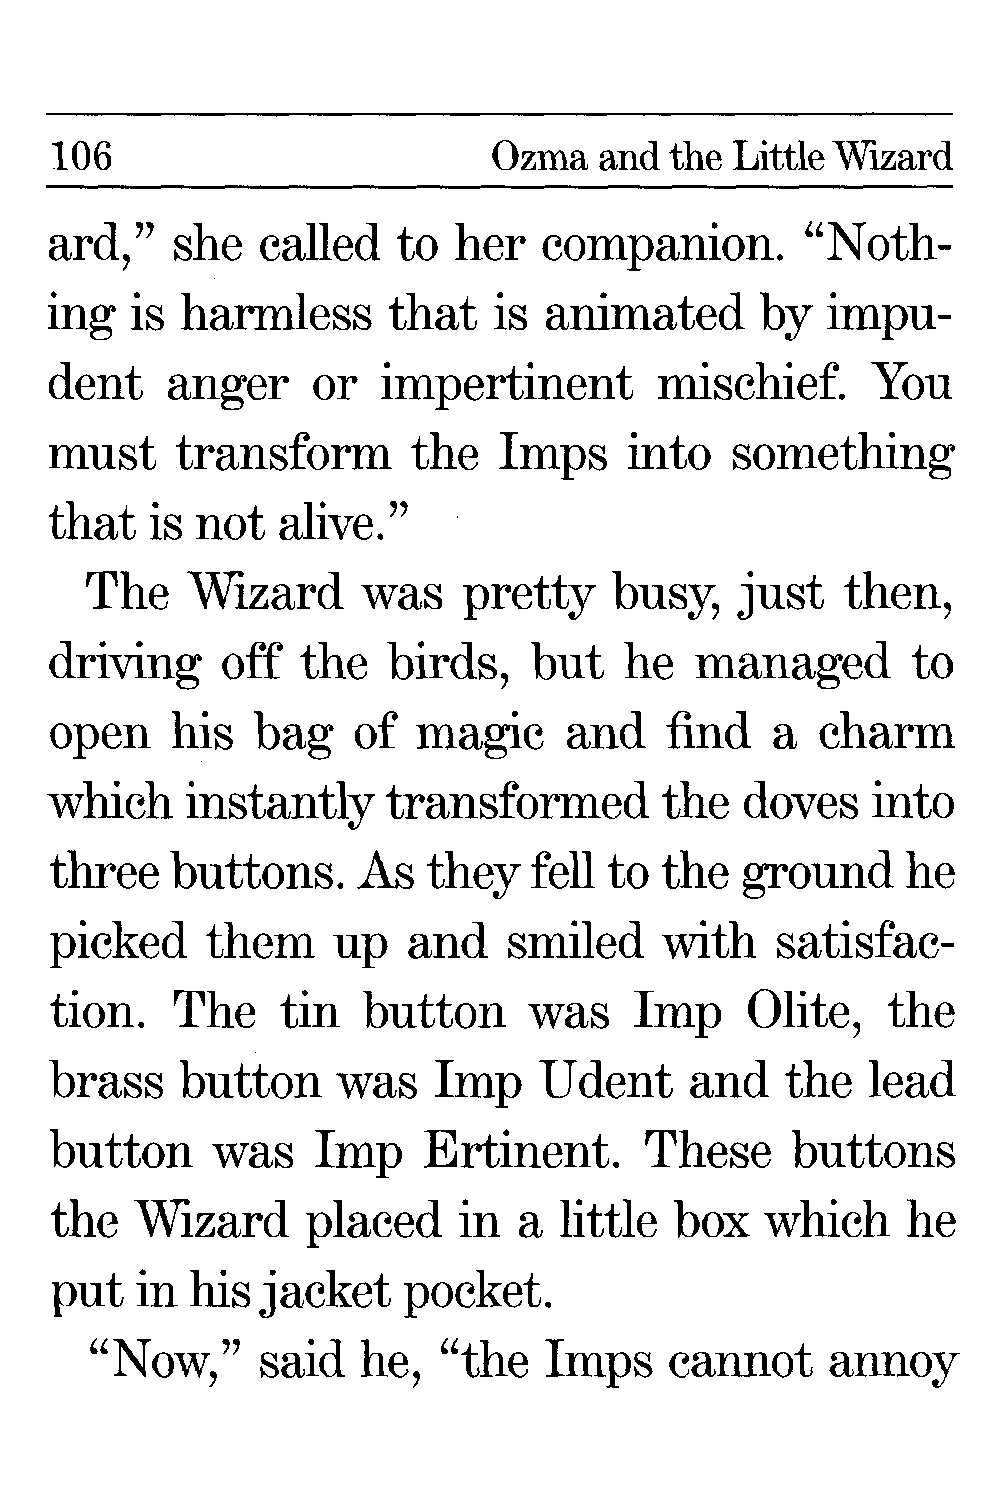 106 Ozma and the Little Wizard
ard,” she called to her companion. “Noth-
ing is harmless that is animated by impu-
dent anger or impertinent mischief. You
must transform the Imps into something
that is not alive.”
The Wizard was pretty busy, just then,
driving off the birds, but he managed to
open his bag of magic and find a charm
which instantly transformed the doves into
three buttons. As they fell to the ground he
picked them up and smiled with satisfac-
tion. The tin button was Imp Olite, the
brass button was Imp Udent and the lead
button was Imp Ertinent. These buttons
the Wizard placed in a little box which he
put in his jacket pocket.
“Now,” said he, “the Imps cannot annoy